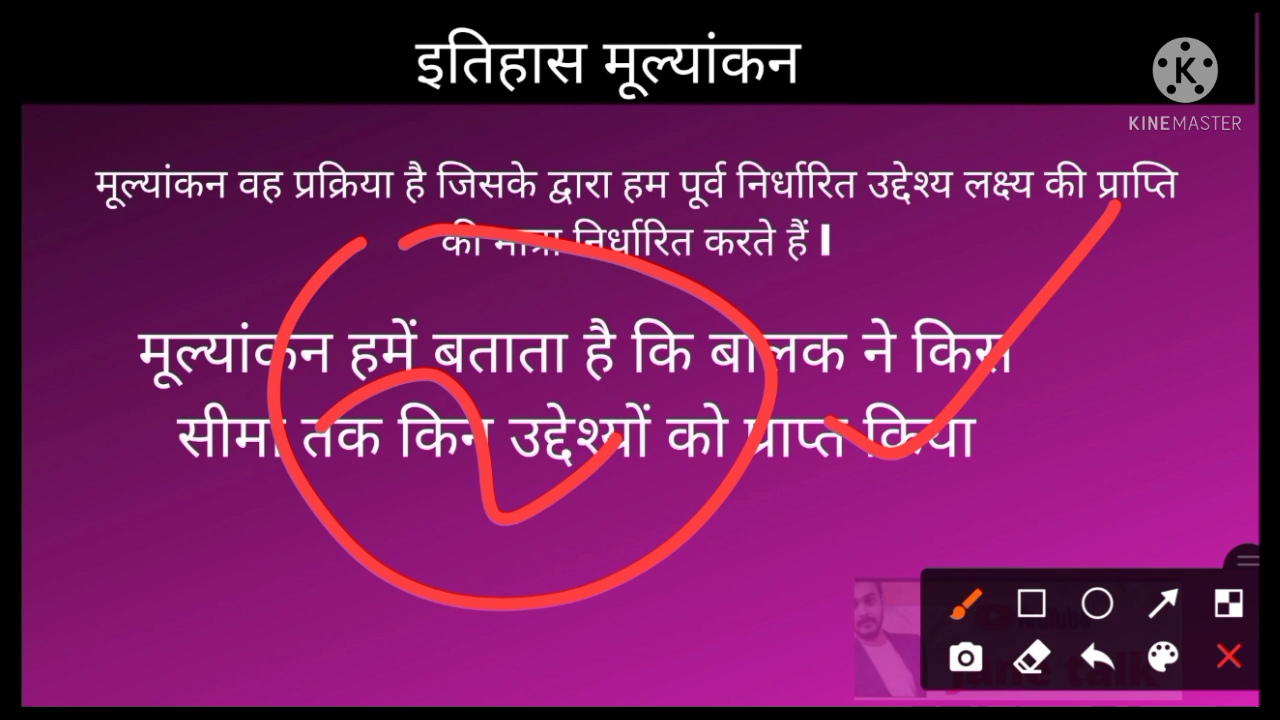 इतिहास मूल्यांकन
KINEMASTER
मूल्यांकन वह प्रक्रिया है जिसके द्वारा हम पूर्व निर्धारित उद्देश्य लक्ष्य की प्राप्ति
की मात्रा निर्धारित करते हैं I
मूल्यांकन हमें बताता है कि बालक ने किस
सीमा तक किन उद्देश्यों को प्राप्त किया